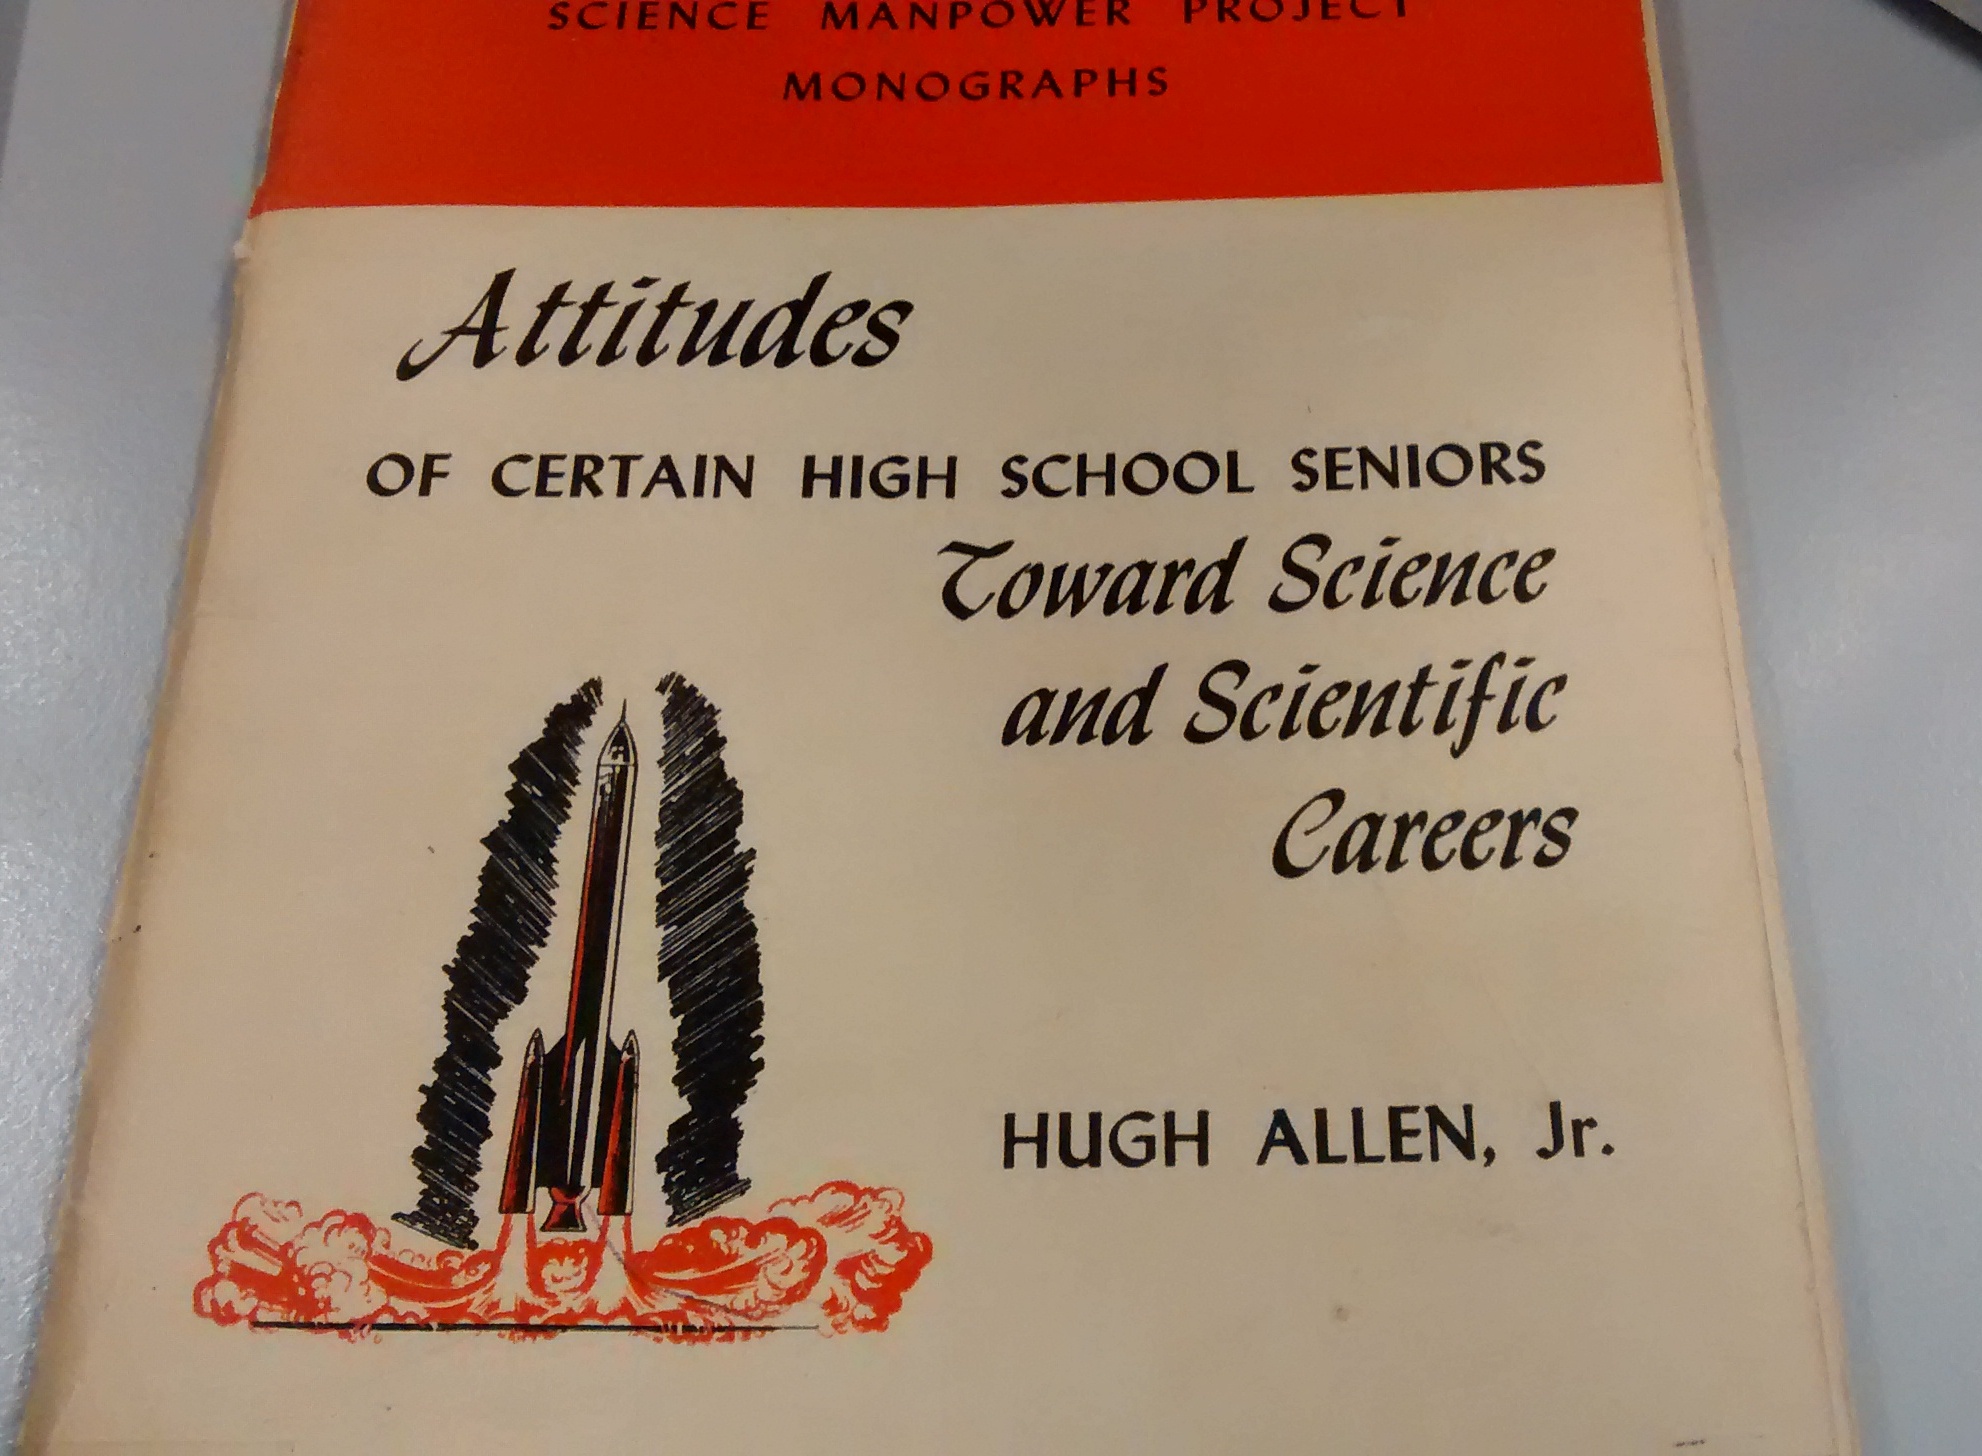 SCIENCE MANPOWER PROJECT
MONOGRAPHS
Attitudes
OF CERTAIN HIGH SCHOOL SENIORS
Toward Science
and Scientific
Careers
HUGH ALLEN, Jr.